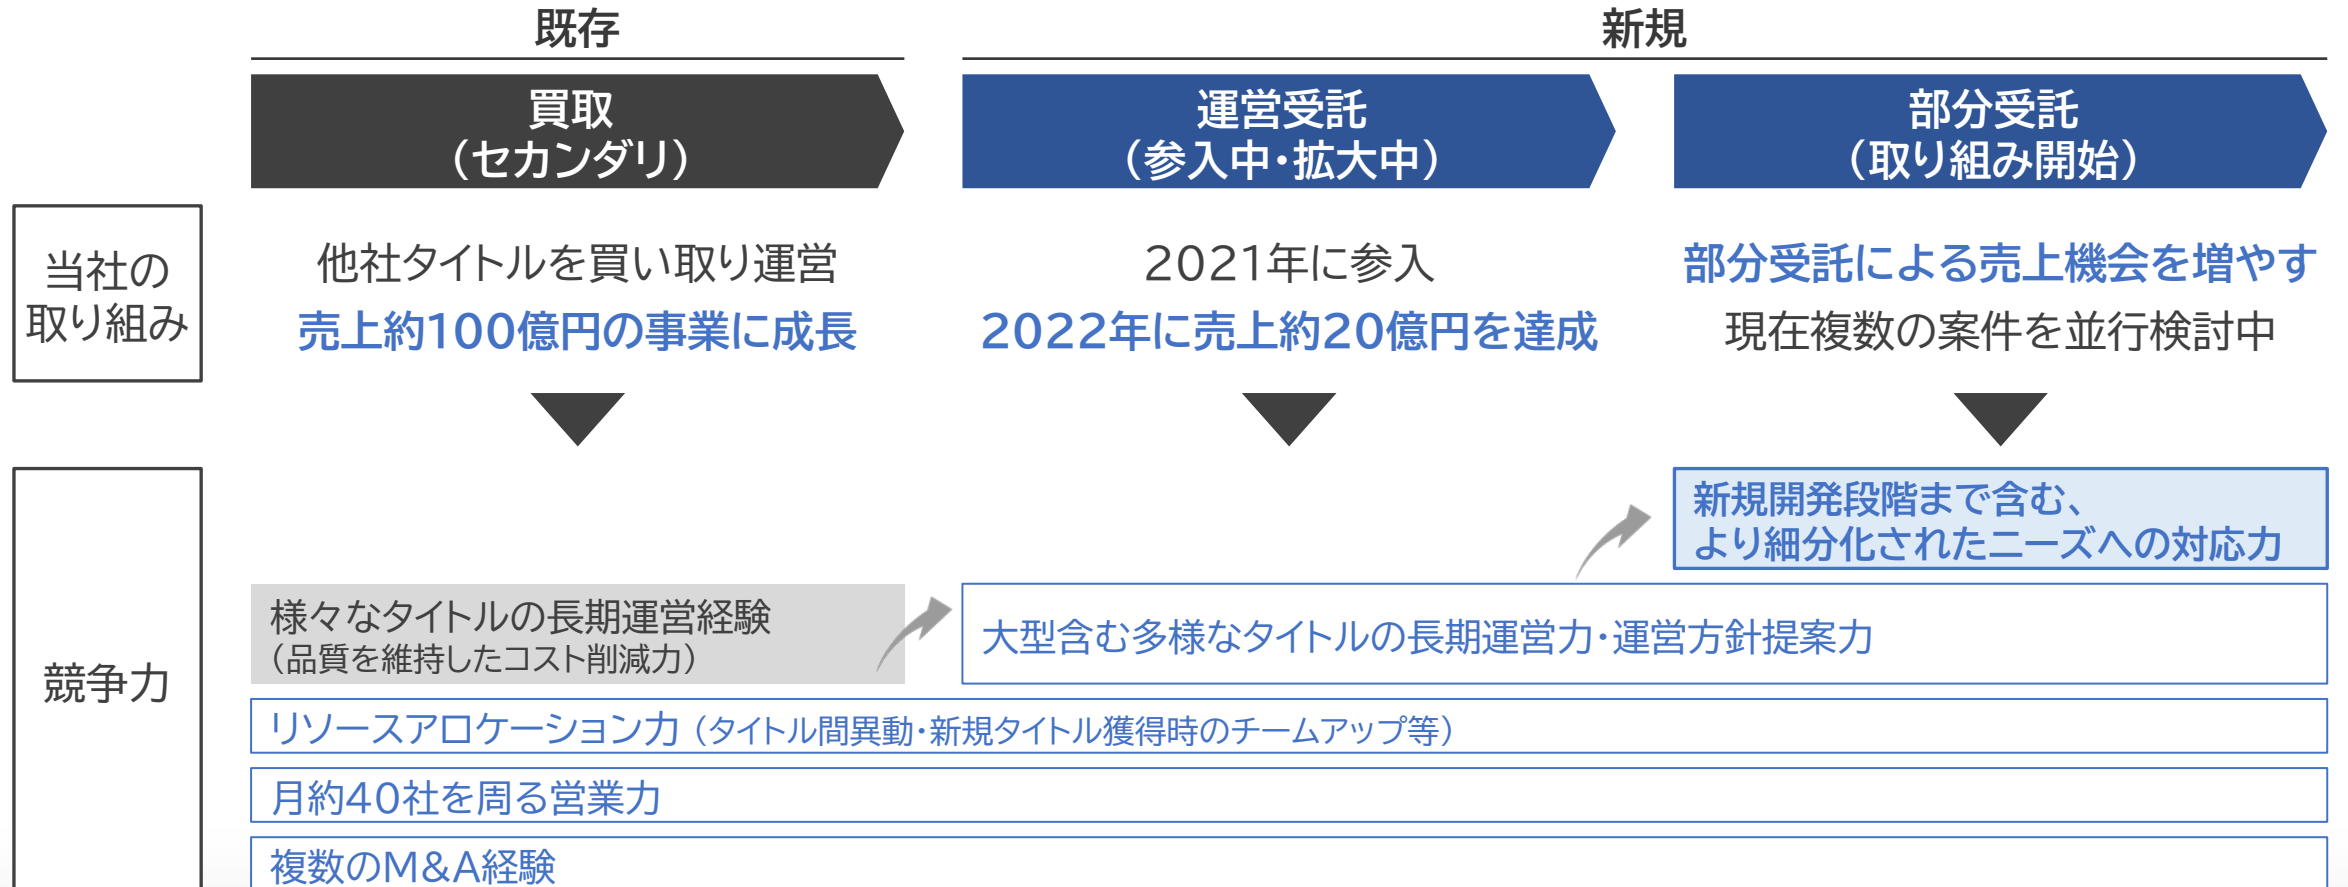 既存
新規
買取
（セカンダリ）
運営受託
（参入中・拡大中）
部分受託
（取り組み開始）
当社の
取り組み
他社タイトルを買い取り運営
売上約100億円の事業に成長
2021年に参入
2022年に売上約20億円を達成
部分受託による売上機会を増やす
現在複数の案件を並行検討中
競争力
新規開発段階まで含む、
より細分化されたニーズへの対応力
様々なタイトルの長期運営経験
（品質を維持したコスト削減力）
大型含む多様なタイトルの長期運営力・運営方針提案力
リソースアロケーション力（タイトル間異動・新規タイトル獲得時のチームアップ等）
月約40社を周る営業力
複数のM&A経験